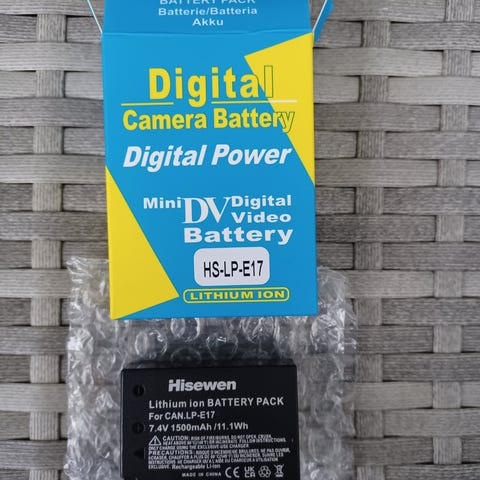 BATTERY PACK
Batterie/Bateria
Akku
Digital
Camera Battery
Digital Power
Mini DV Digital
Video
Battery
HS-LP-E17
LITHIUM ION
Hisewen
Lithium ion BATTERY PACK
For CAN.LP-E17
7.4V 1500mAh/11.1Wh
CAUTION:
EXCLUSIVE. Rechargeable Li-ion
MADE IN CHINA